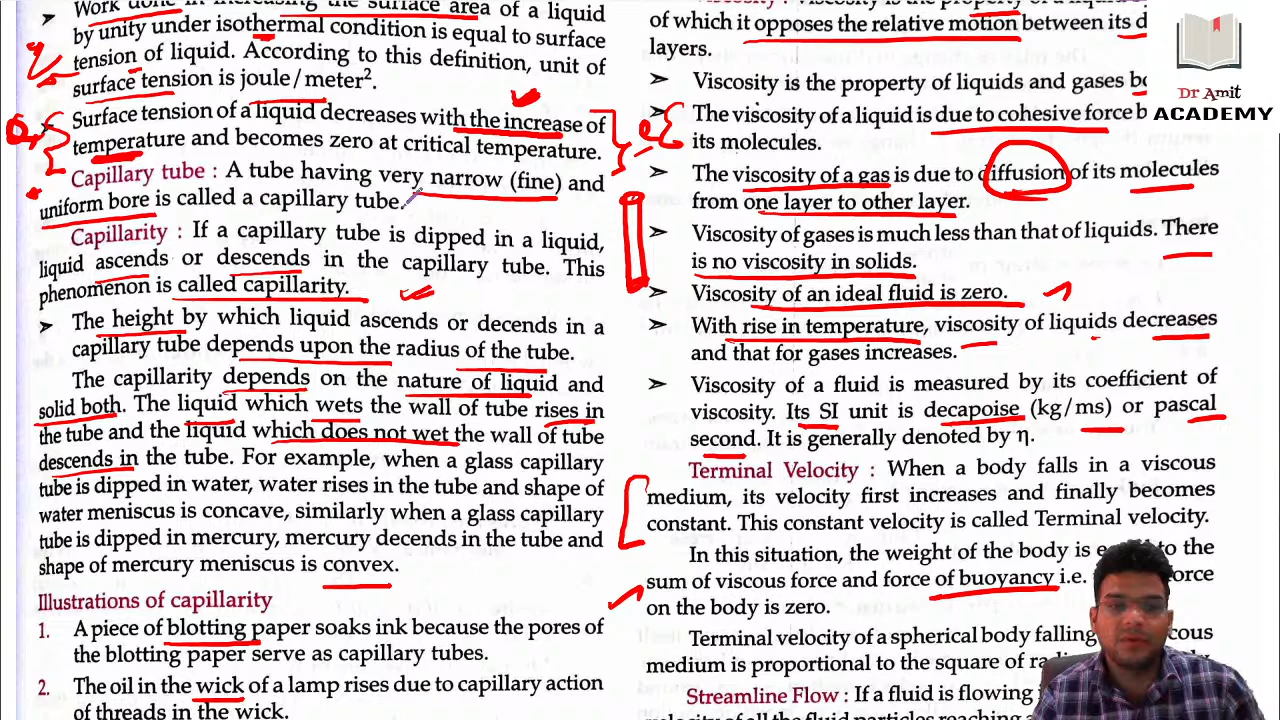 Work done in increasing the surface area of a liquid
by unity under isothermal condition is equal to surface
tension of liquid. According to this definition, unit of
surface tension is joule/meter².
Surface tension of a liquid decreases with the increase of
temperature and becomes zero at critical temperature.
Capillary tube : A tube having very narrow (fine) and
uniform bore is called a capillary tube.
Capillarity : If a capillary tube is dipped in a liquid,
liquid ascends or descends in the capillary tube. This
phenomenon is called capillarity.
The height by which liquid ascends or decends in a
capillary tube depends upon the radius of the tube.
The capillarity depends on the nature of liquid and
solid both. The liquid which wets the wall of tube rises in
the tube and the liquid which does not wet the wall of tube
descends in the tube. For example, when a glass capillary
tube is dipped in water, water rises in the tube and shape of
water meniscus is concave, similarly when a glass capillary
tube is dipped in mercury, mercury decends in the tube and
shape of mercury meniscus is convex.
Illustrations of capillarity
1. A piece of blotting paper soaks ink because the pores of
the blotting paper serve as capillary tubes.
2. The oil in the wick of a lamp rises due to capillary action
of threads in the wick.
of which it opposes the relative motion between its
layers.
Viscosity is the property of liquids and gases
The viscosity of a liquid is due to cohesive force
its molecules.
The viscosity of a gas is due to diffusion of its molecules
from one layer to other layer.
Viscosity of gases is much less than that of liquids. There
is no viscosity in solids.
Viscosity of an ideal fluid is zero.
With rise in temperature, viscosity of liquids decreases
and that for gases increases.
Viscosity of a fluid is measured by its coefficient of
viscosity. Its SI unit is decapoise (kg/ms) or pascal
second. It is generally denoted by η.
Terminal Velocity : When a body falls in a viscous
medium, its velocity first increases and finally becomes
constant. This constant velocity is called Terminal velocity.
In this situation, the weight of the body is to the
sum of viscous force and force of buoyancy i.e. force
on the body is zero.
Terminal velocity of a spherical body falling
medium is proportional to the square of
Streamline Flow : If a fluid is flowing
Dr Amit
ACADEMY